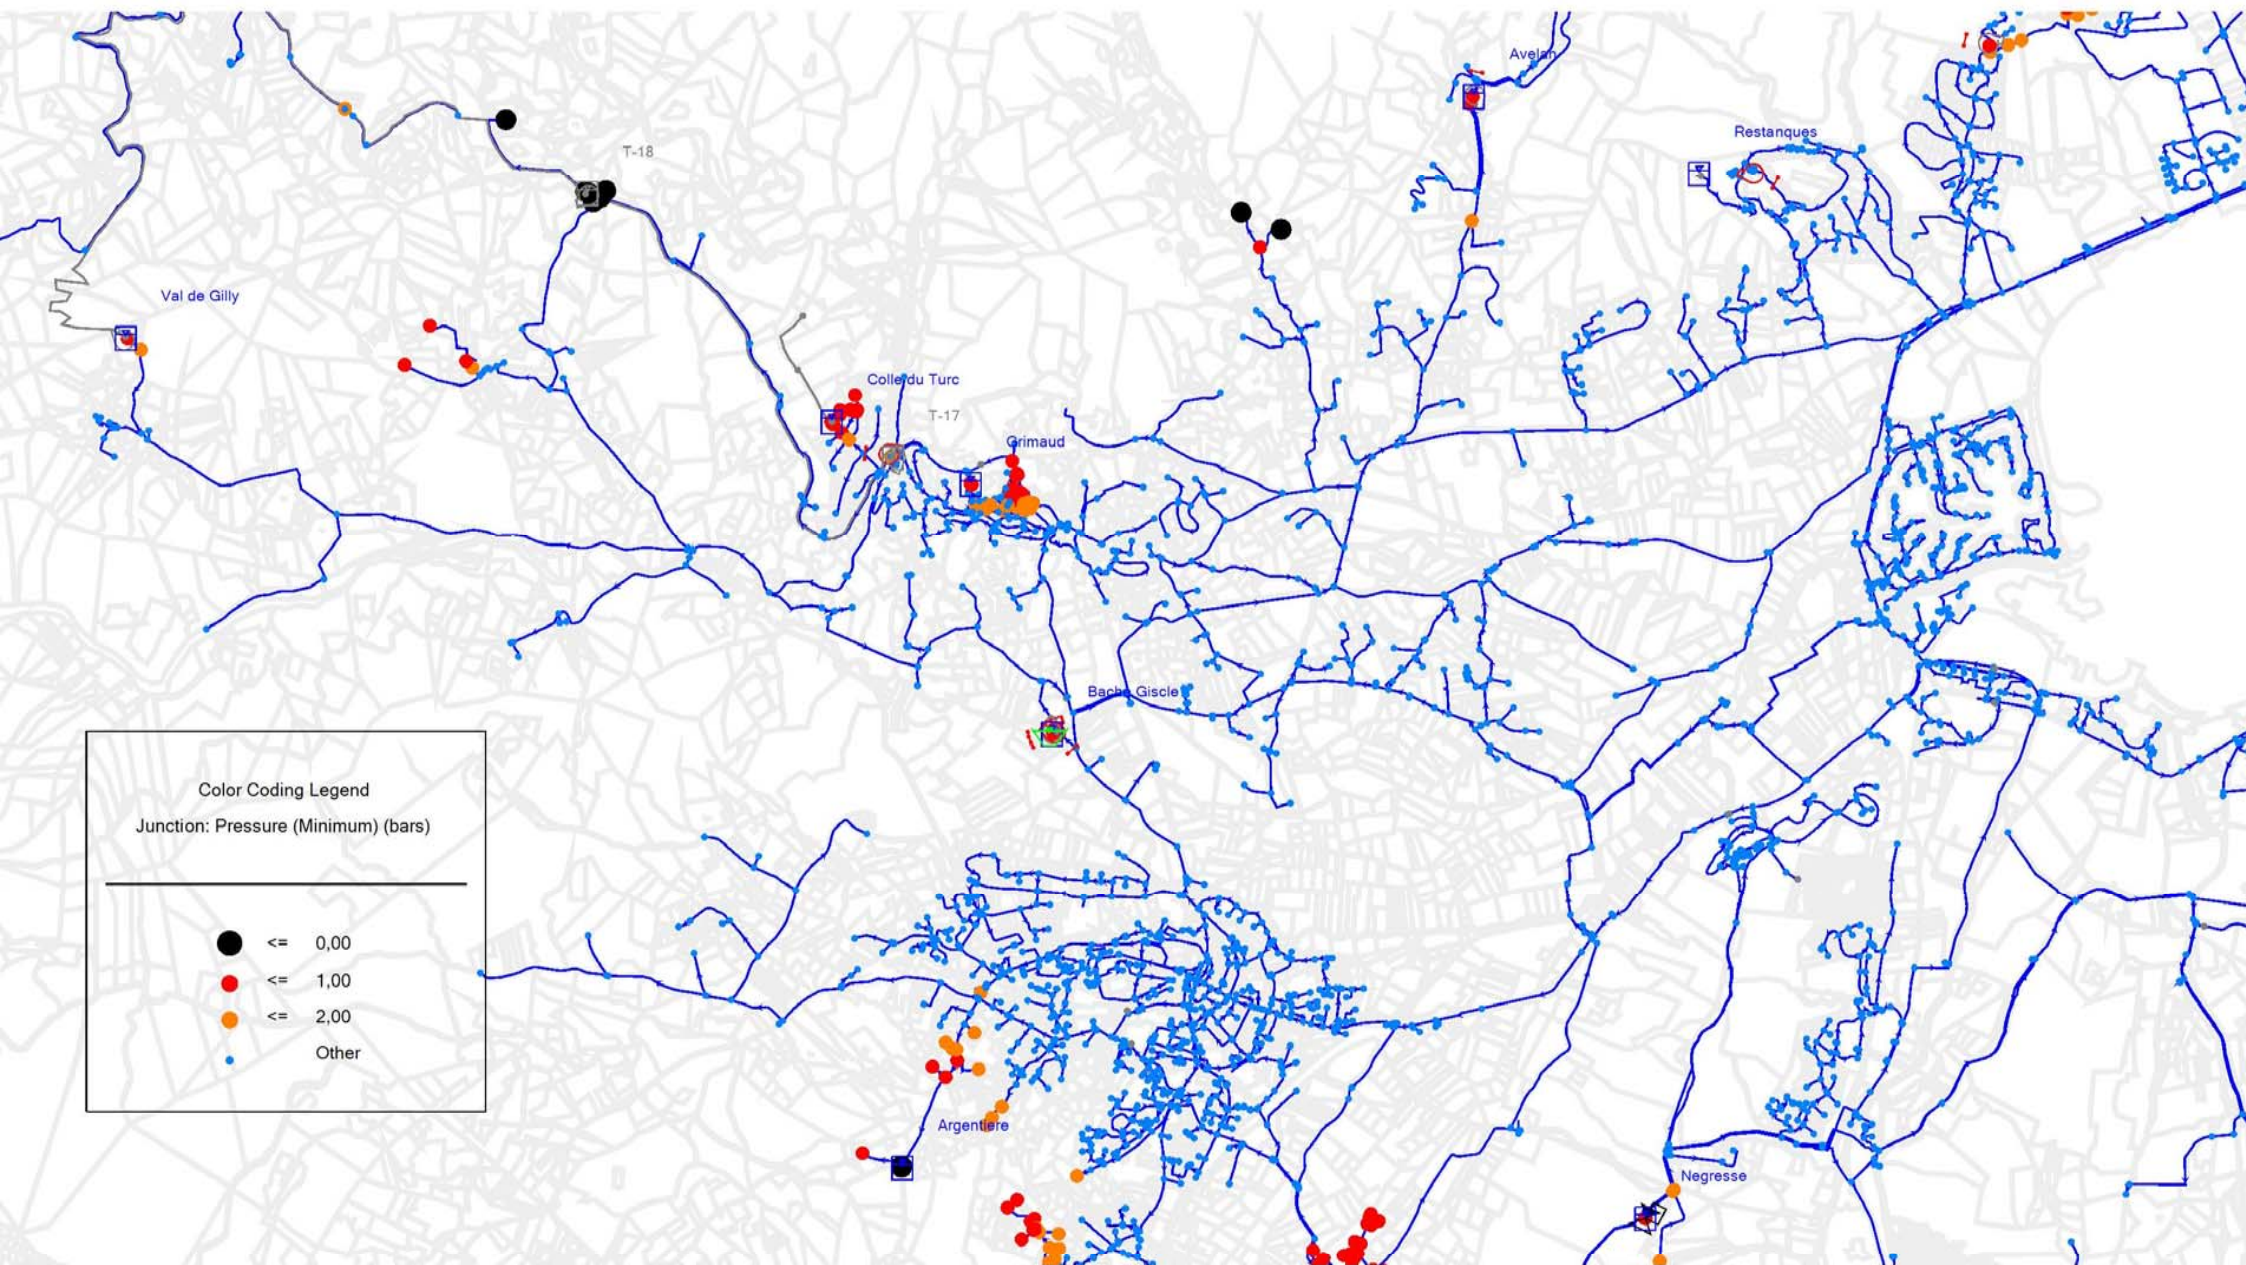 Avelan
Restanques
T-18
Val de Gilly
Colle du Turc
T-17
Grimaud
Bache Giscle
Color Coding Legend
Junction: Pressure (Minimum) (bars)
<= 0,00
<= 1,00
<= 2,00
Other
Argentiere
Negresse